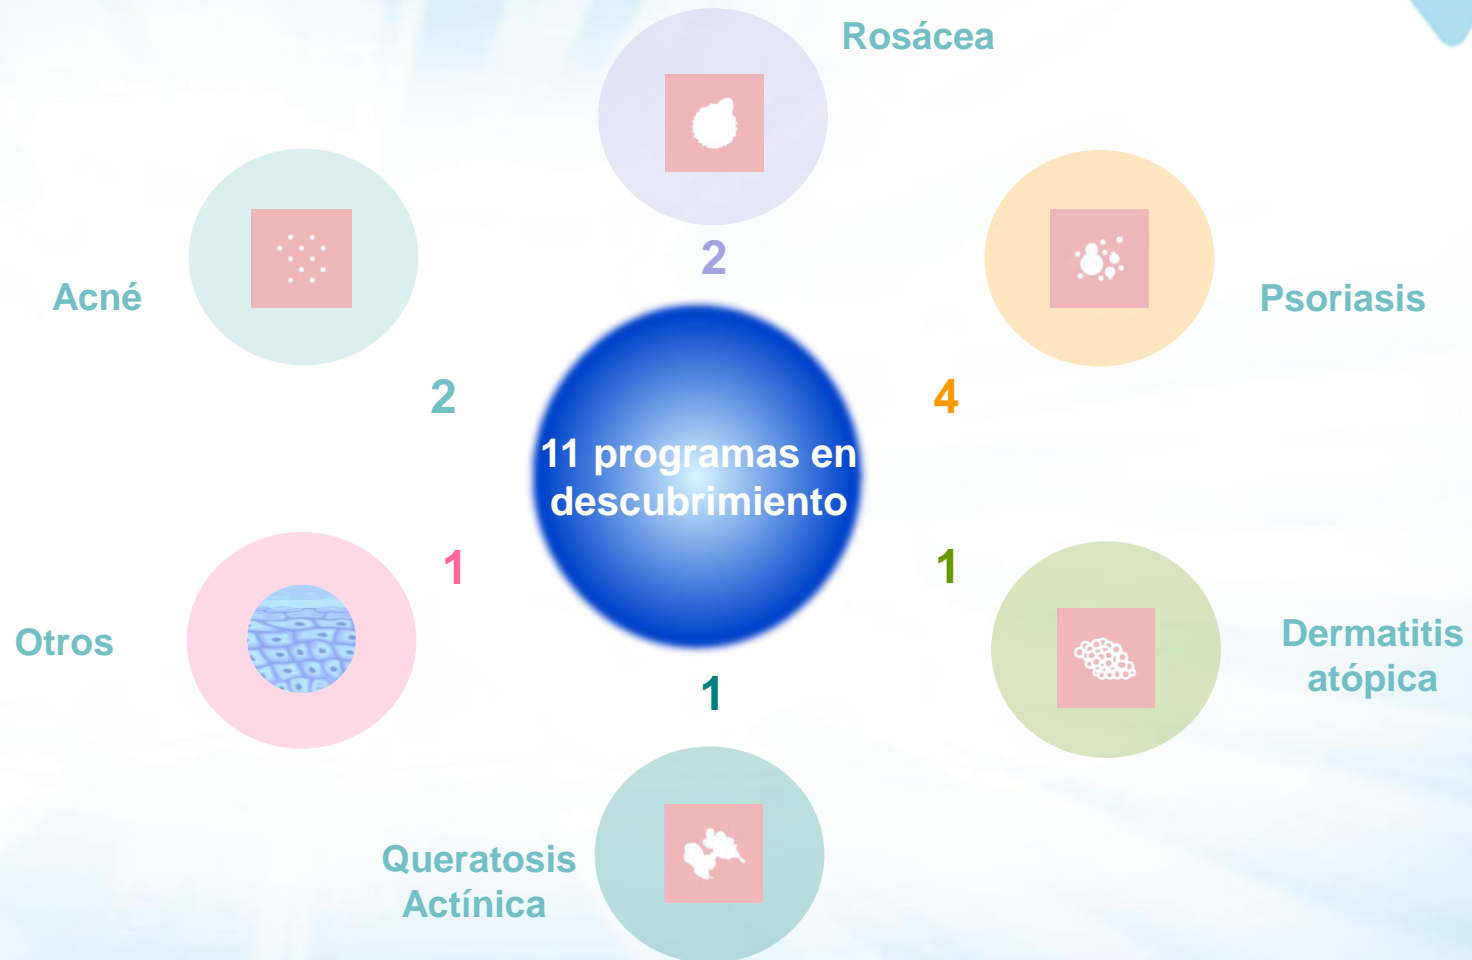 Rosácea
2
Acné
2
Psoriasis
4
11 programas en
descubrimiento
Otros
1
1
Dermatitis
atópica
1
Queratosis
Actínica